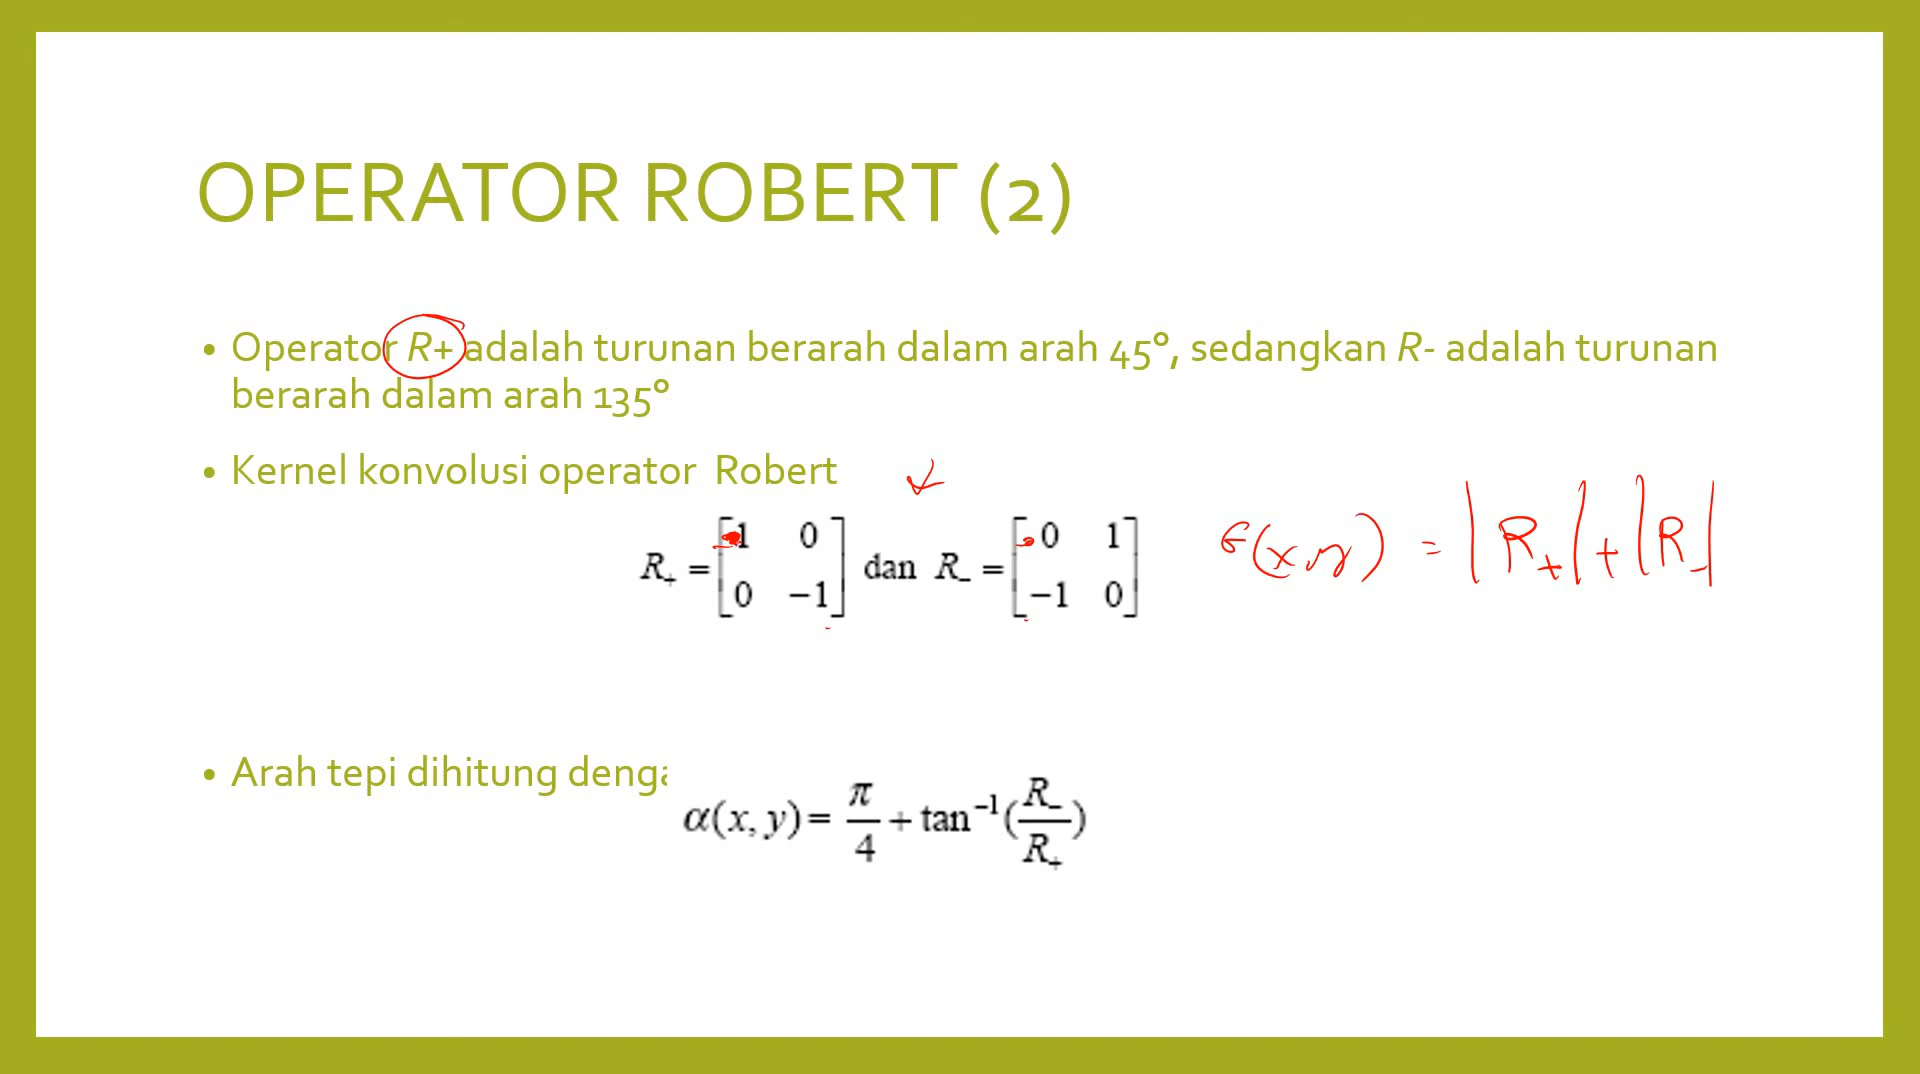 OPERATOR ROBERT (2)
• Operator R+ adalah turunan berarah dalam arah 45°, sedangkan R- adalah turunan
berarah dalam arah 135°
• Kernel konvolusi operator Robert
R₊ = [1 0; 0 −1] dan R₋ = [0 1; −1 0]
G(x,y) = |R₊| + |R₋|
• Arah tepi dihitung denga
α(x, y) = π/4 + tan⁻¹(R₋/R₊)